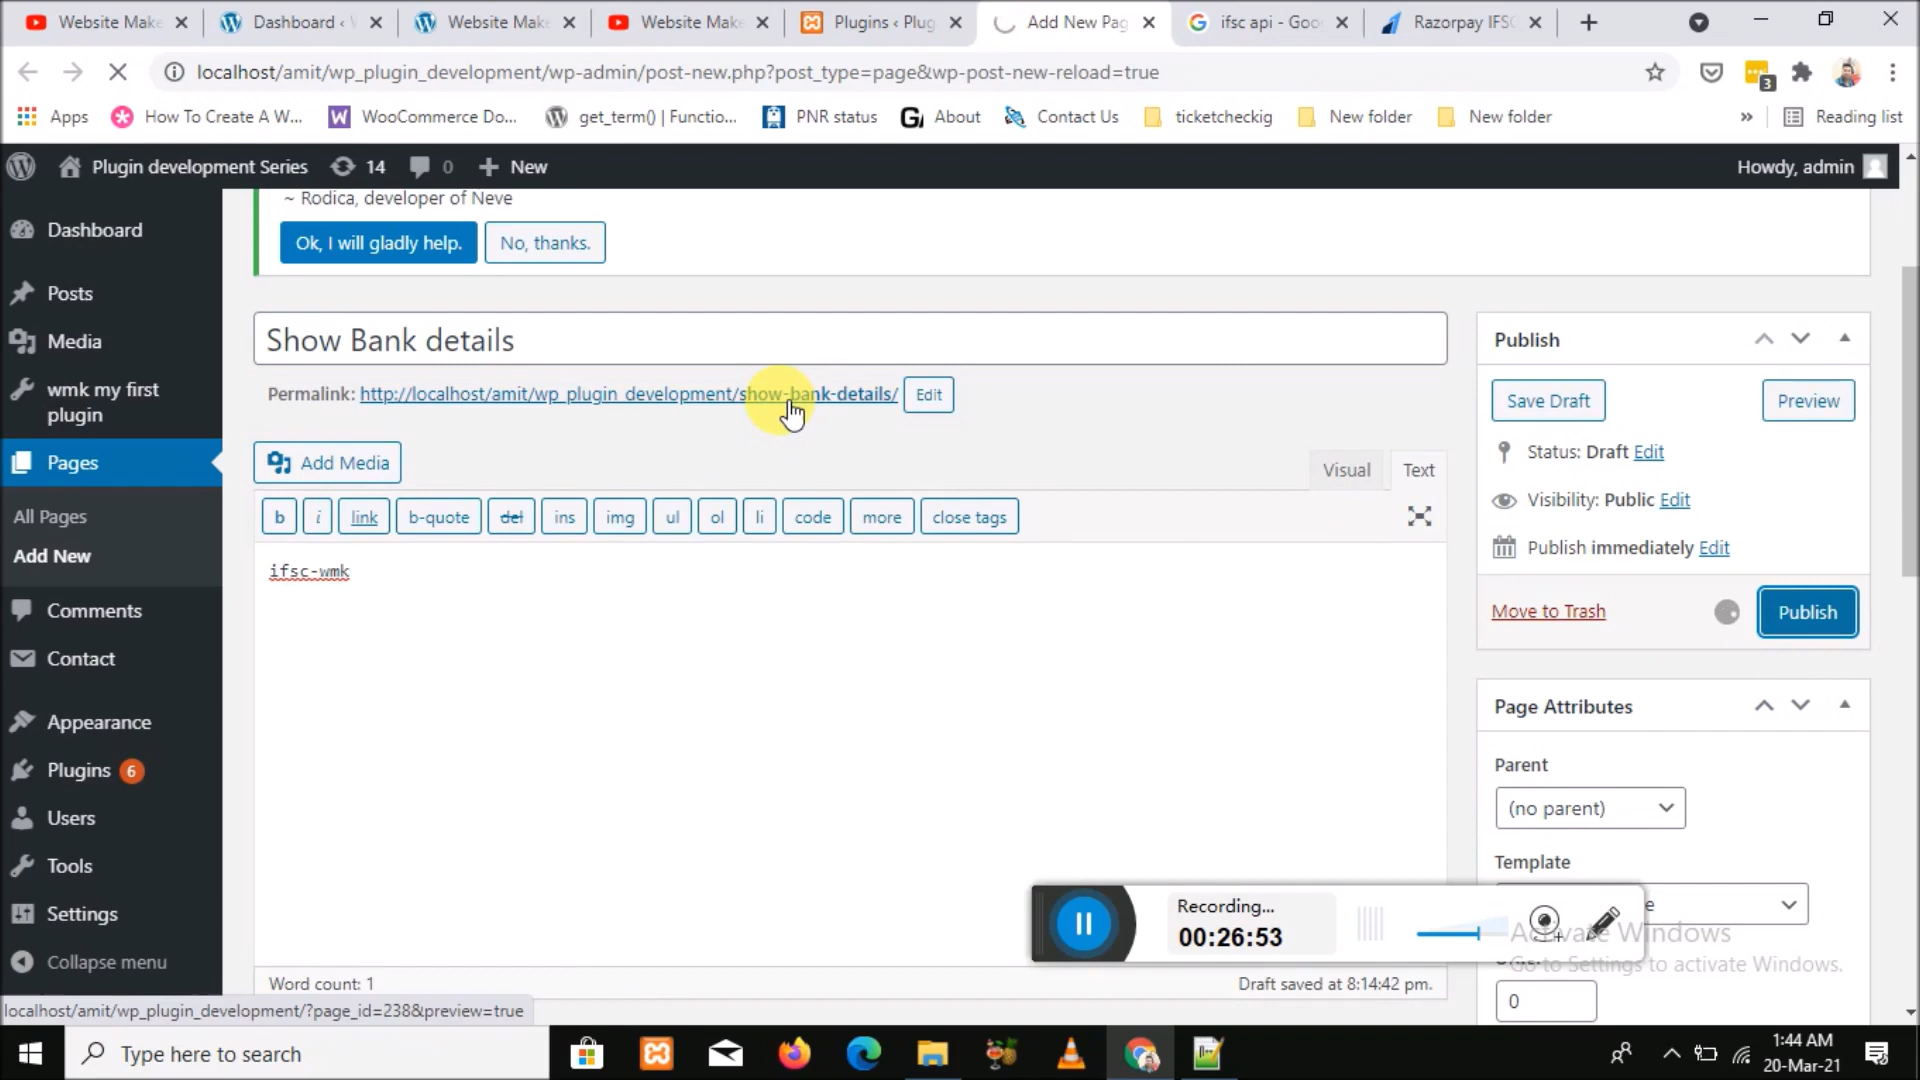 Website Make
Dashboard ‹ W
Website Make
Website Make
Plugins ‹ Plug
Add New Pag
ifsc api - Goo
Razorpay IFSC
localhost/amit/wp_plugin_development/wp-admin/post-new.php?post_type=page&wp-post-new-reload=true
3
Apps
How To Create A W...
WooCommerce Do...
get_term() | Functio...
PNR status
About
Contact Us
ticketcheckig
New folder
New folder
»
Reading list
Plugin development Series
14
0
New
Howdy, admin
~ Rodica, developer of Neve
Ok, I will gladly help.
No, thanks.
Dashboard
Posts
Media
wmk my first
plugin
Pages
All Pages
Add New
Comments
Contact
Appearance
Plugins 6
Users
Tools
Settings
Collapse menu
Show Bank details
Permalink: http://localhost/amit/wp_plugin_development/show-bank-details/
Edit
Add Media
Visual
Text
b
i
link
b-quote
del
ins
img
ul
ol
li
code
more
close tags
ifsc-wmk
Word count: 1
Draft saved at 8:14:42 pm.
Publish
Save Draft
Preview
Status: Draft Edit
Visibility: Public Edit
Publish immediately Edit
Move to Trash
Publish
Page Attributes
Parent
(no parent)
Template
e
0
Recording...
00:26:53
Activate Windows
Go to Settings to activate Windows.
localhost/amit/wp_plugin_development/?page_id=238&preview=true
Type here to search
1:44 AM
20-Mar-21